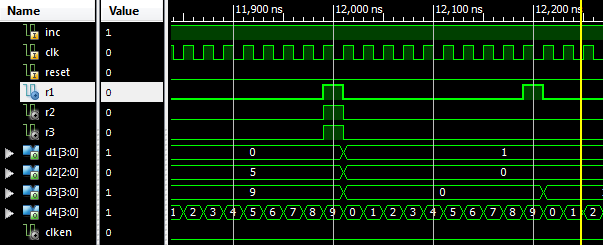 Name Value 11,900 ns 12,000 ns 12,100 ns 12,200 ns
inc 1
clk 0
reset 0
r1 0
r2 0
r3 0
d1[3:0] 1 0 1
d2[2:0] 0 5 0
d3[3:0] 1 9 0
d4[3:0] 1 1 2 3 4 5 6 7 8 9 0 1 2 3 4 5 6 7 8 9 0 1 2
clken 0